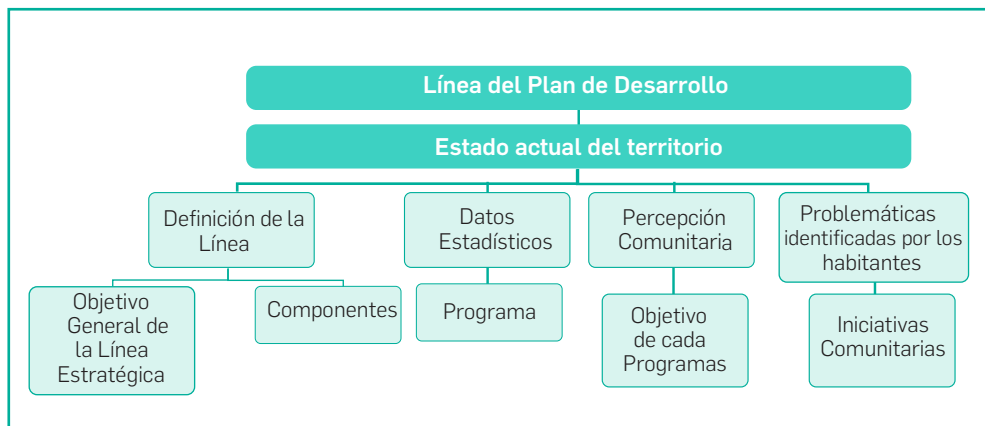 Línea del Plan de Desarrollo
Estado actual del territorio
Definición de la
Línea
Datos
Estadísticos
Percepción
Comunitaria
Problemáticas
identificadas por los
habitantes
Objetivo
General de
la Línea
Estratégica
Componentes
Programa
Objetivo
de cada
Programas
Iniciativas
Comunitarias